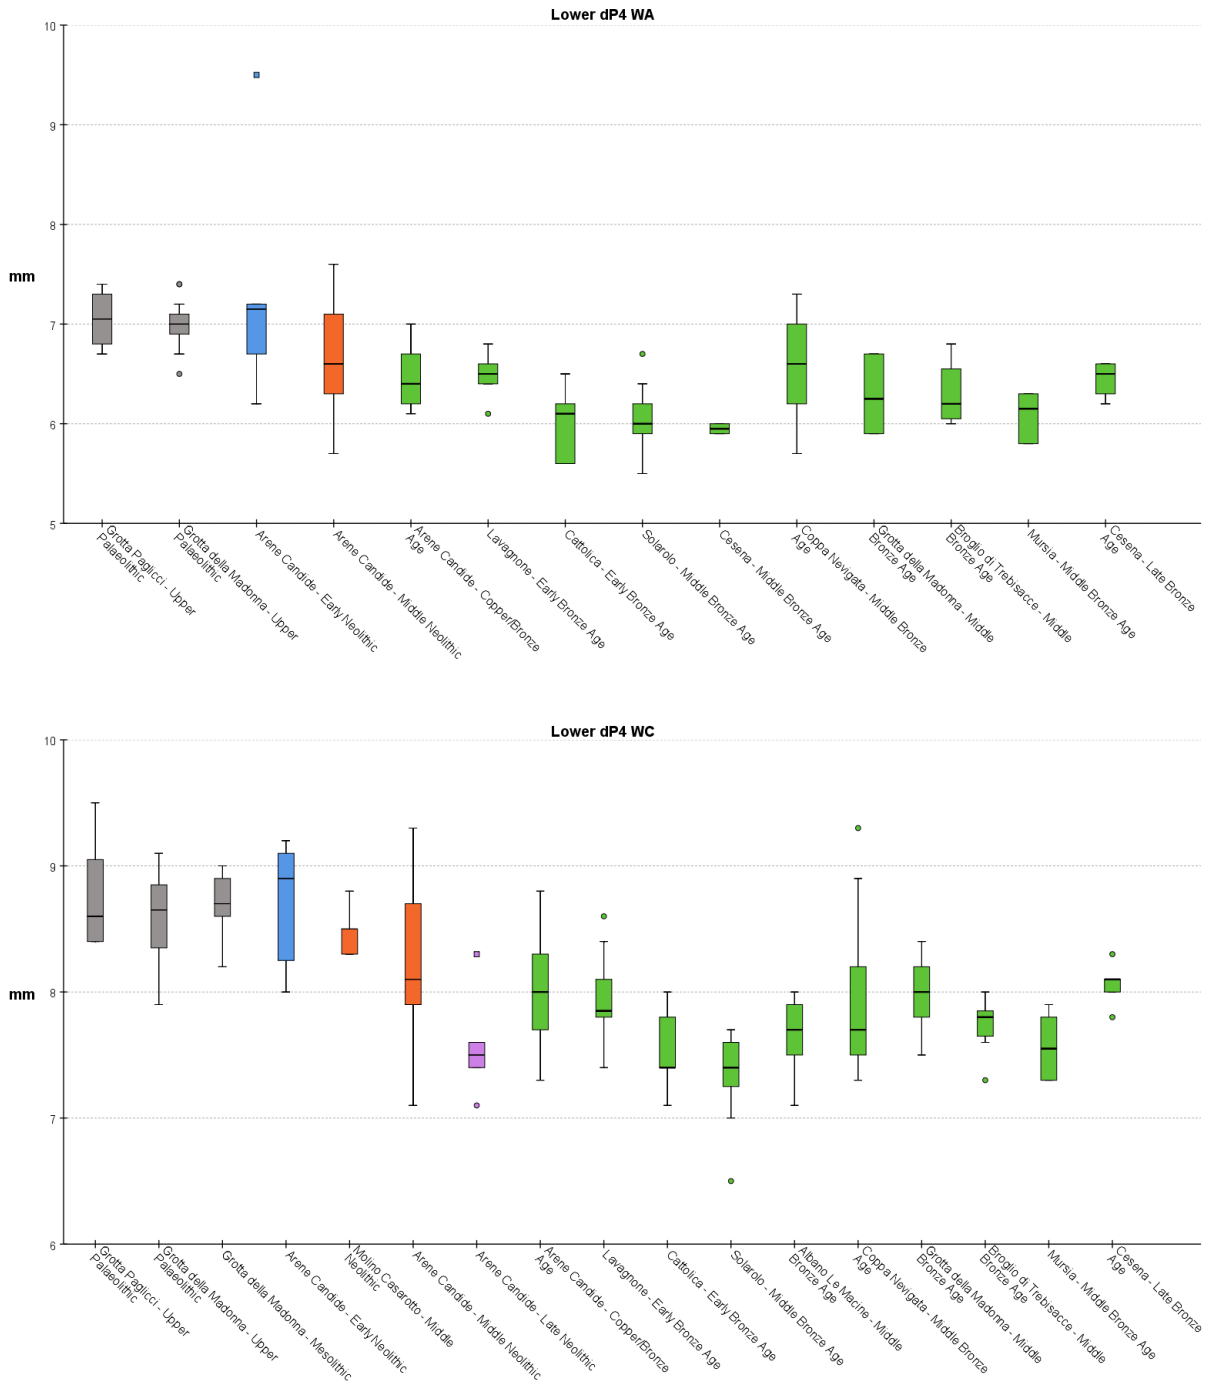 Lower dP4 WA
10
9
8
mm
7
6
5
Grotta Paglicci - Upper
Palaeolithic
Grotta della Madonna - Upper
Palaeolithic
Arene Candide - Early Neolithic
Arene Candide - Middle Neolithic
Arene Candide - Copper/Bronze
Age
Lavagnone - Early Bronze Age
Cattolica - Early Bronze Age
Solarolo - Middle Bronze Age
Cesena - Middle Bronze Age
Coppa Nevigata - Middle Bronze
Age
Grotta della Madonna - Middle
Bronze Age
Broglio di Trebisacce - Middle
Bronze Age
Mursia - Middle Bronze Age
Cesena - Late Bronze
Age
Lower dP4 WC
10
9
8
mm
7
6
Grotta Paglicci - Upper
Palaeolithic
Grotta della Madonna - Upper
Palaeolithic
Grotta della Madonna - Mesolithic
Arene Candide - Early Neolithic
Molino Casarotto - Middle
Neolithic
Arene Candide - Middle Neolithic
Arene Candide - Late Neolithic
Arene Candide - Copper/Bronze
Age
Lavagnone - Early Bronze Age
Cattolica - Early Bronze Age
Solarolo - Middle Bronze Age
Albano Le Macine - Middle
Bronze Age
Coppa Nevigata - Middle Bronze
Age
Grotta della Madonna - Middle
Bronze Age
Broglio di Trebisacce - Middle
Bronze Age
Mursia - Middle Bronze Age
Cesena - Late Bronze
Age